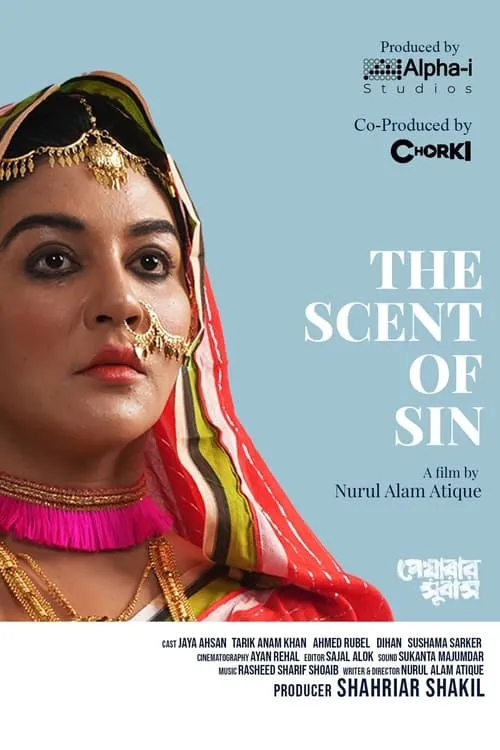 Produced by
Alpha-i
Studios
Co-Produced by
CHORKI
THE
SCENT
OF
SIN
A film by
Nurul Alam Atique
পেয়ারার
সুবাস
CAST JAYA AHSAN TARIK ANAM KHAN AHMED RUBEL DIHAN SUSHAMA SARKER
CINEMATOGRAPHY AYAN REHAL EDITOR SAJAL ALOK SOUND SUKANTA MAJUMDAR
MUSIC RASHEED SHARIF SHOAIB WRITER & DIRECTOR NURUL ALAM ATIQUE
PRODUCER SHAHRIAR SHAKIL